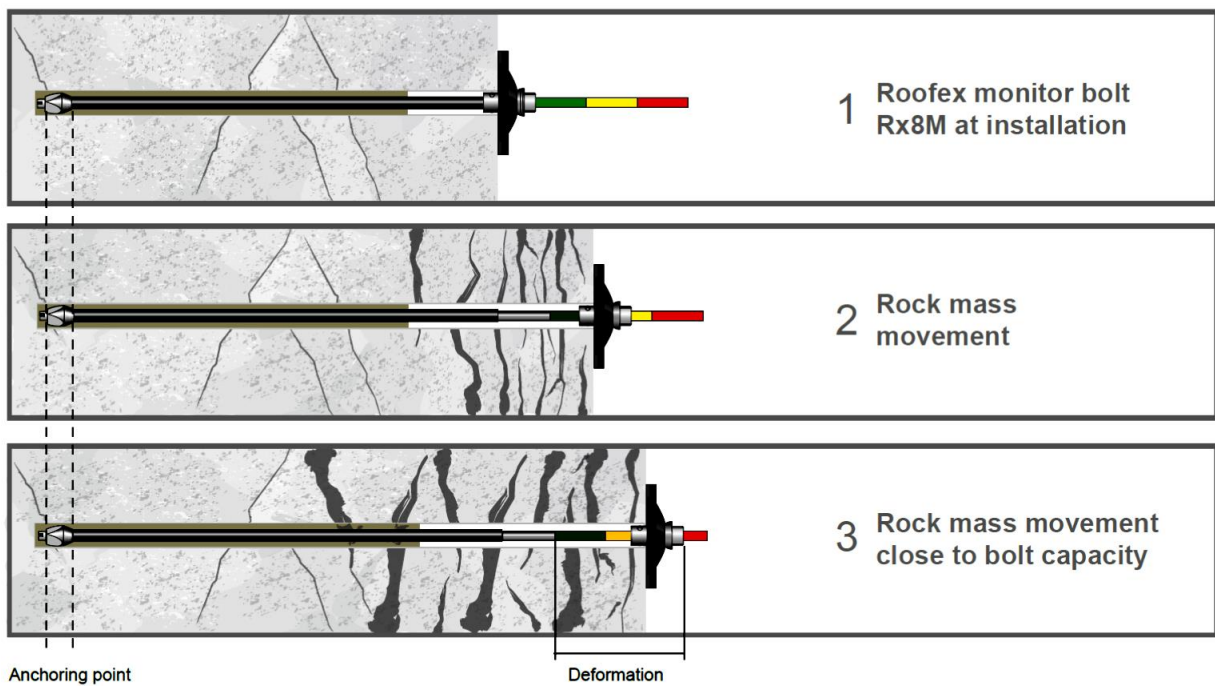 1
Roofex monitor bolt
Rx8M at installation
2
Rock mass
movement
3
Rock mass movement
close to bolt capacity
Anchoring point
Deformation